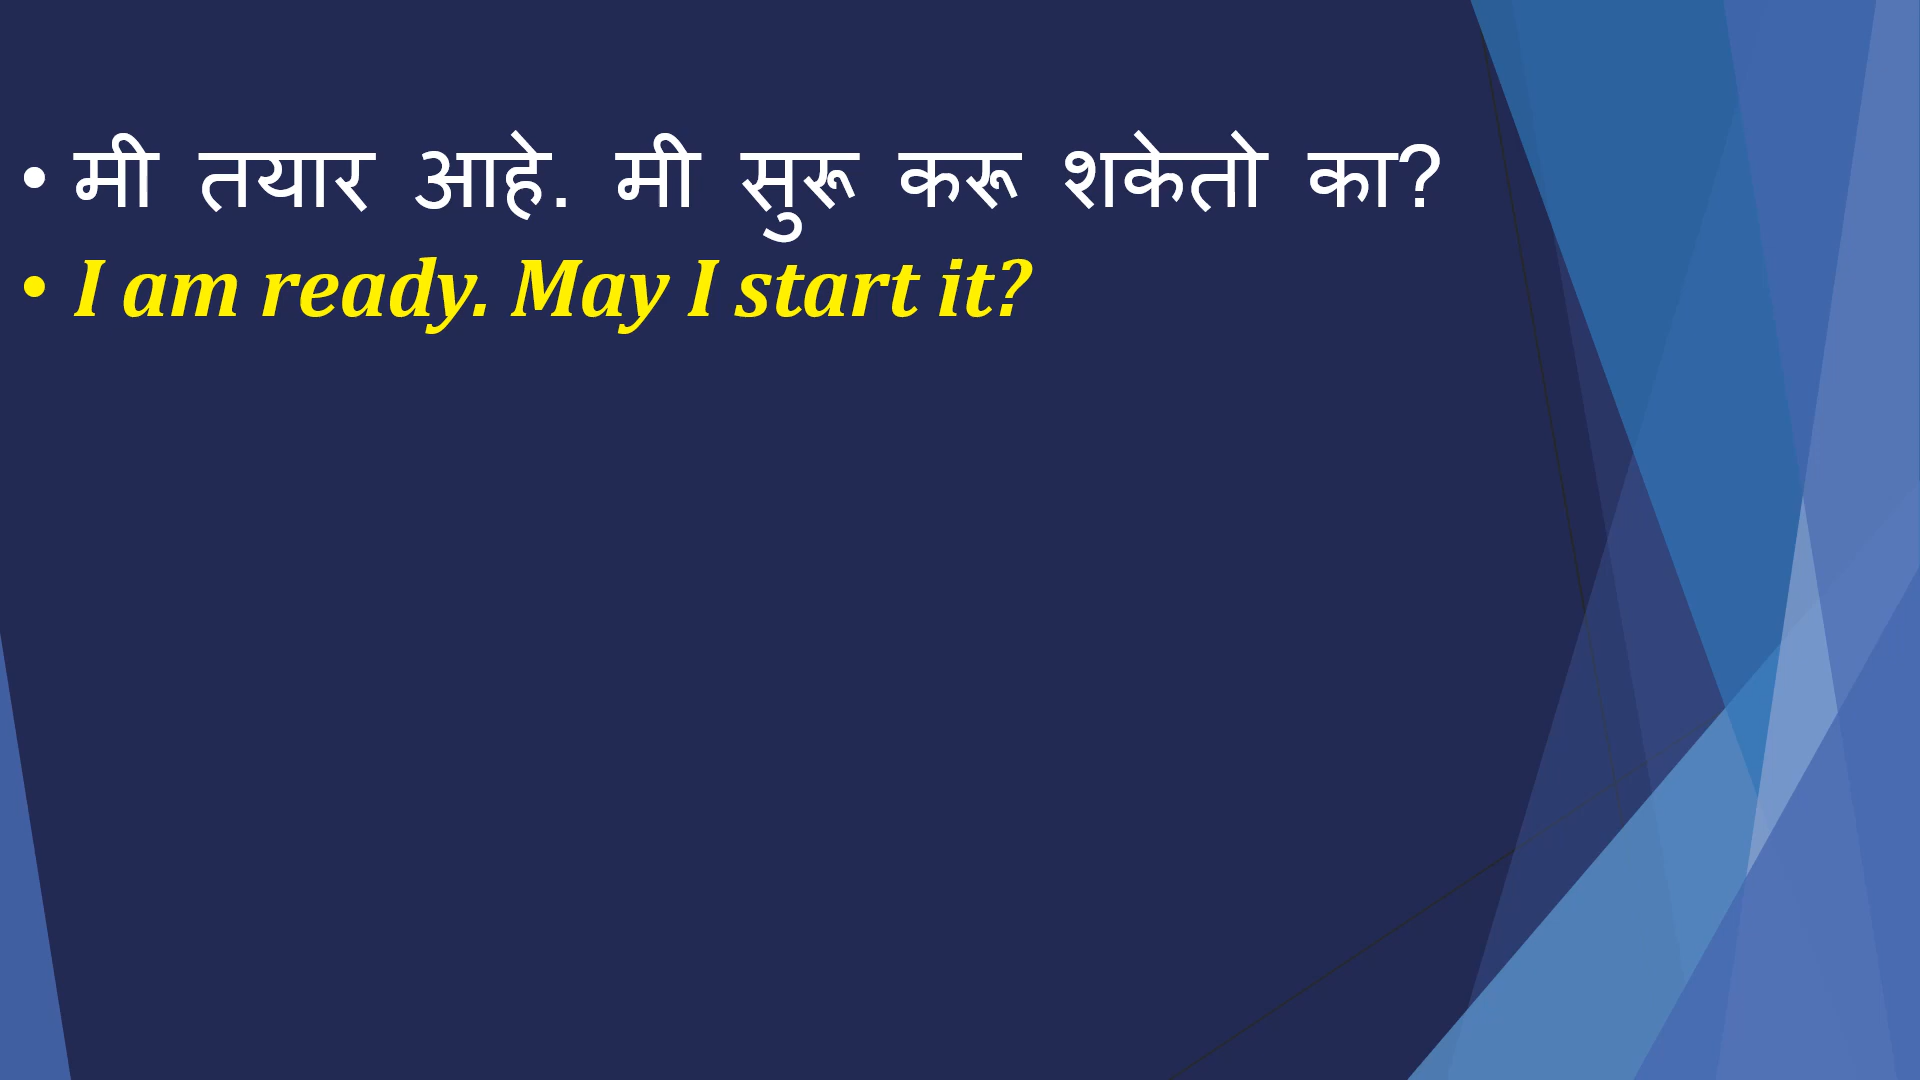 • मी तयार आहे. मी सुरू करू शकेतो का?
• I am ready. May I start it?